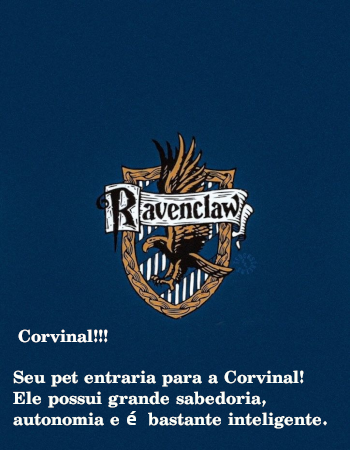 Ravenclaw
Corvinal!!!
Seu pet entraria para a Corvinal!
Ele possui grande sabedoria,
autonomia e é bastante inteligente.